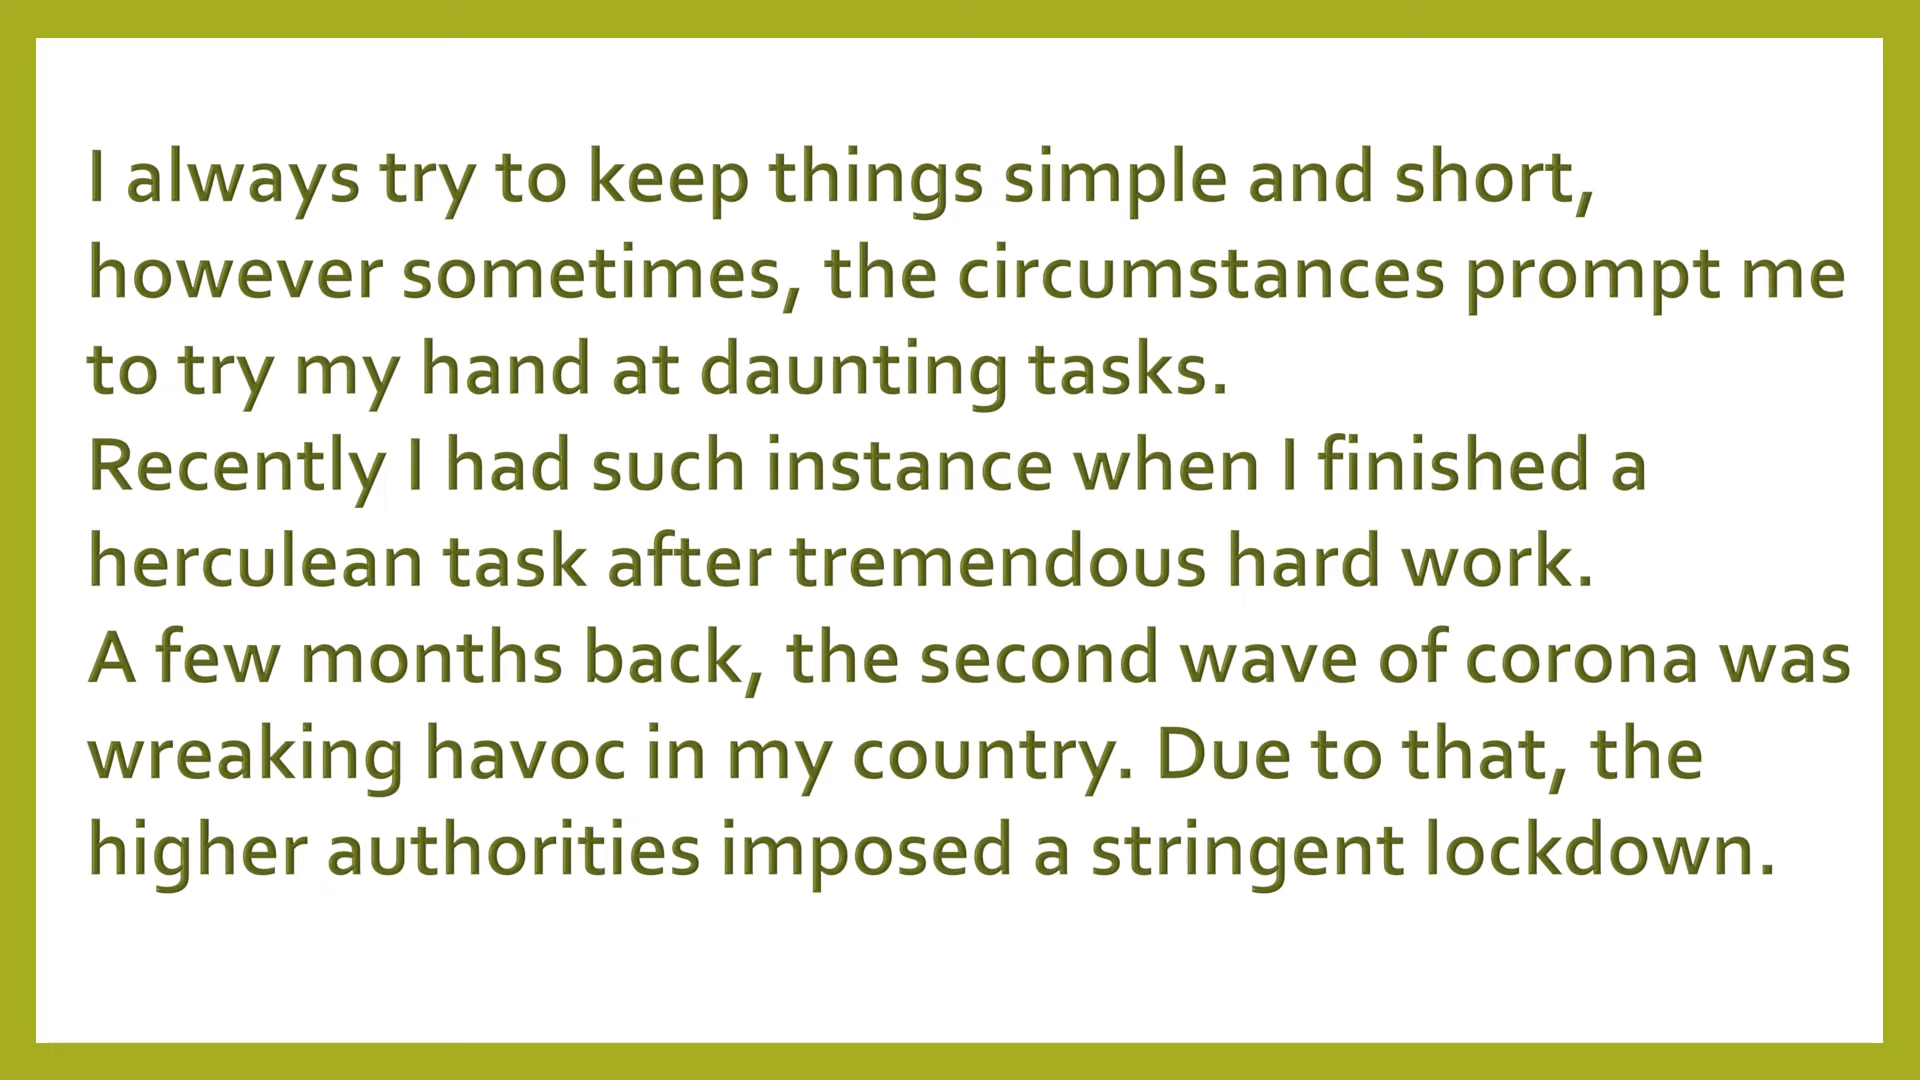 I always try to keep things simple and short,
however sometimes, the circumstances prompt me
to try my hand at daunting tasks.
Recently I had such instance when I finished a
herculean task after tremendous hard work.
A few months back, the second wave of corona was
wreaking havoc in my country. Due to that, the
higher authorities imposed a stringent lockdown.